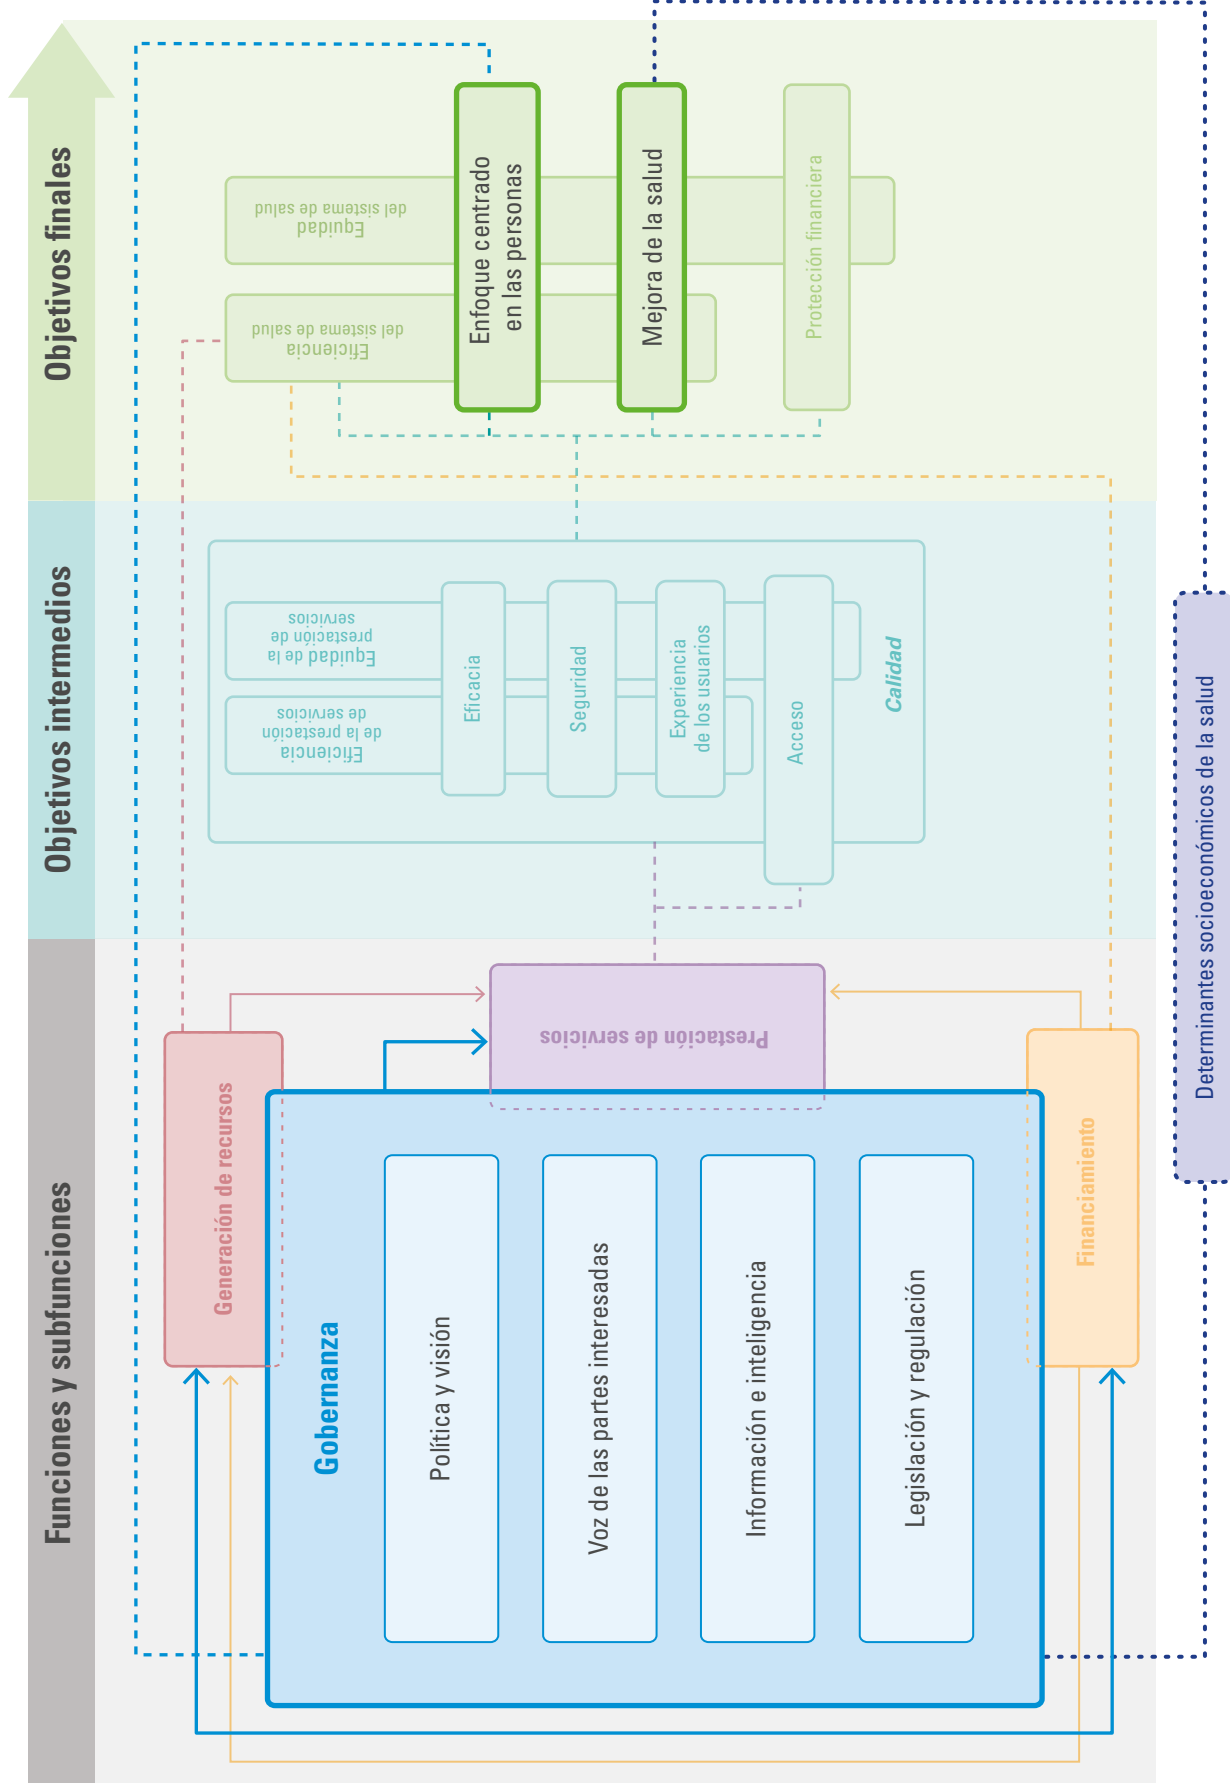 Funciones y subfunciones
Objetivos intermedios
Objetivos finales
Generación de recursos
Gobernanza
Política y visión
Voz de las partes interesadas
Información e inteligencia
Legislación y regulación
Prestación de servicios
Financiamiento
Equidad de la
prestación de
servicios
Eficiencia
de la prestación
de servicios
Eficacia
Seguridad
Experiencia
de los usuarios
Acceso
Calidad
Equidad
del sistema de salud
Eficiencia
del sistema de salud
Enfoque centrado
en las personas
Mejora de la salud
Protección financiera
Determinantes socioeconómicos de la salud